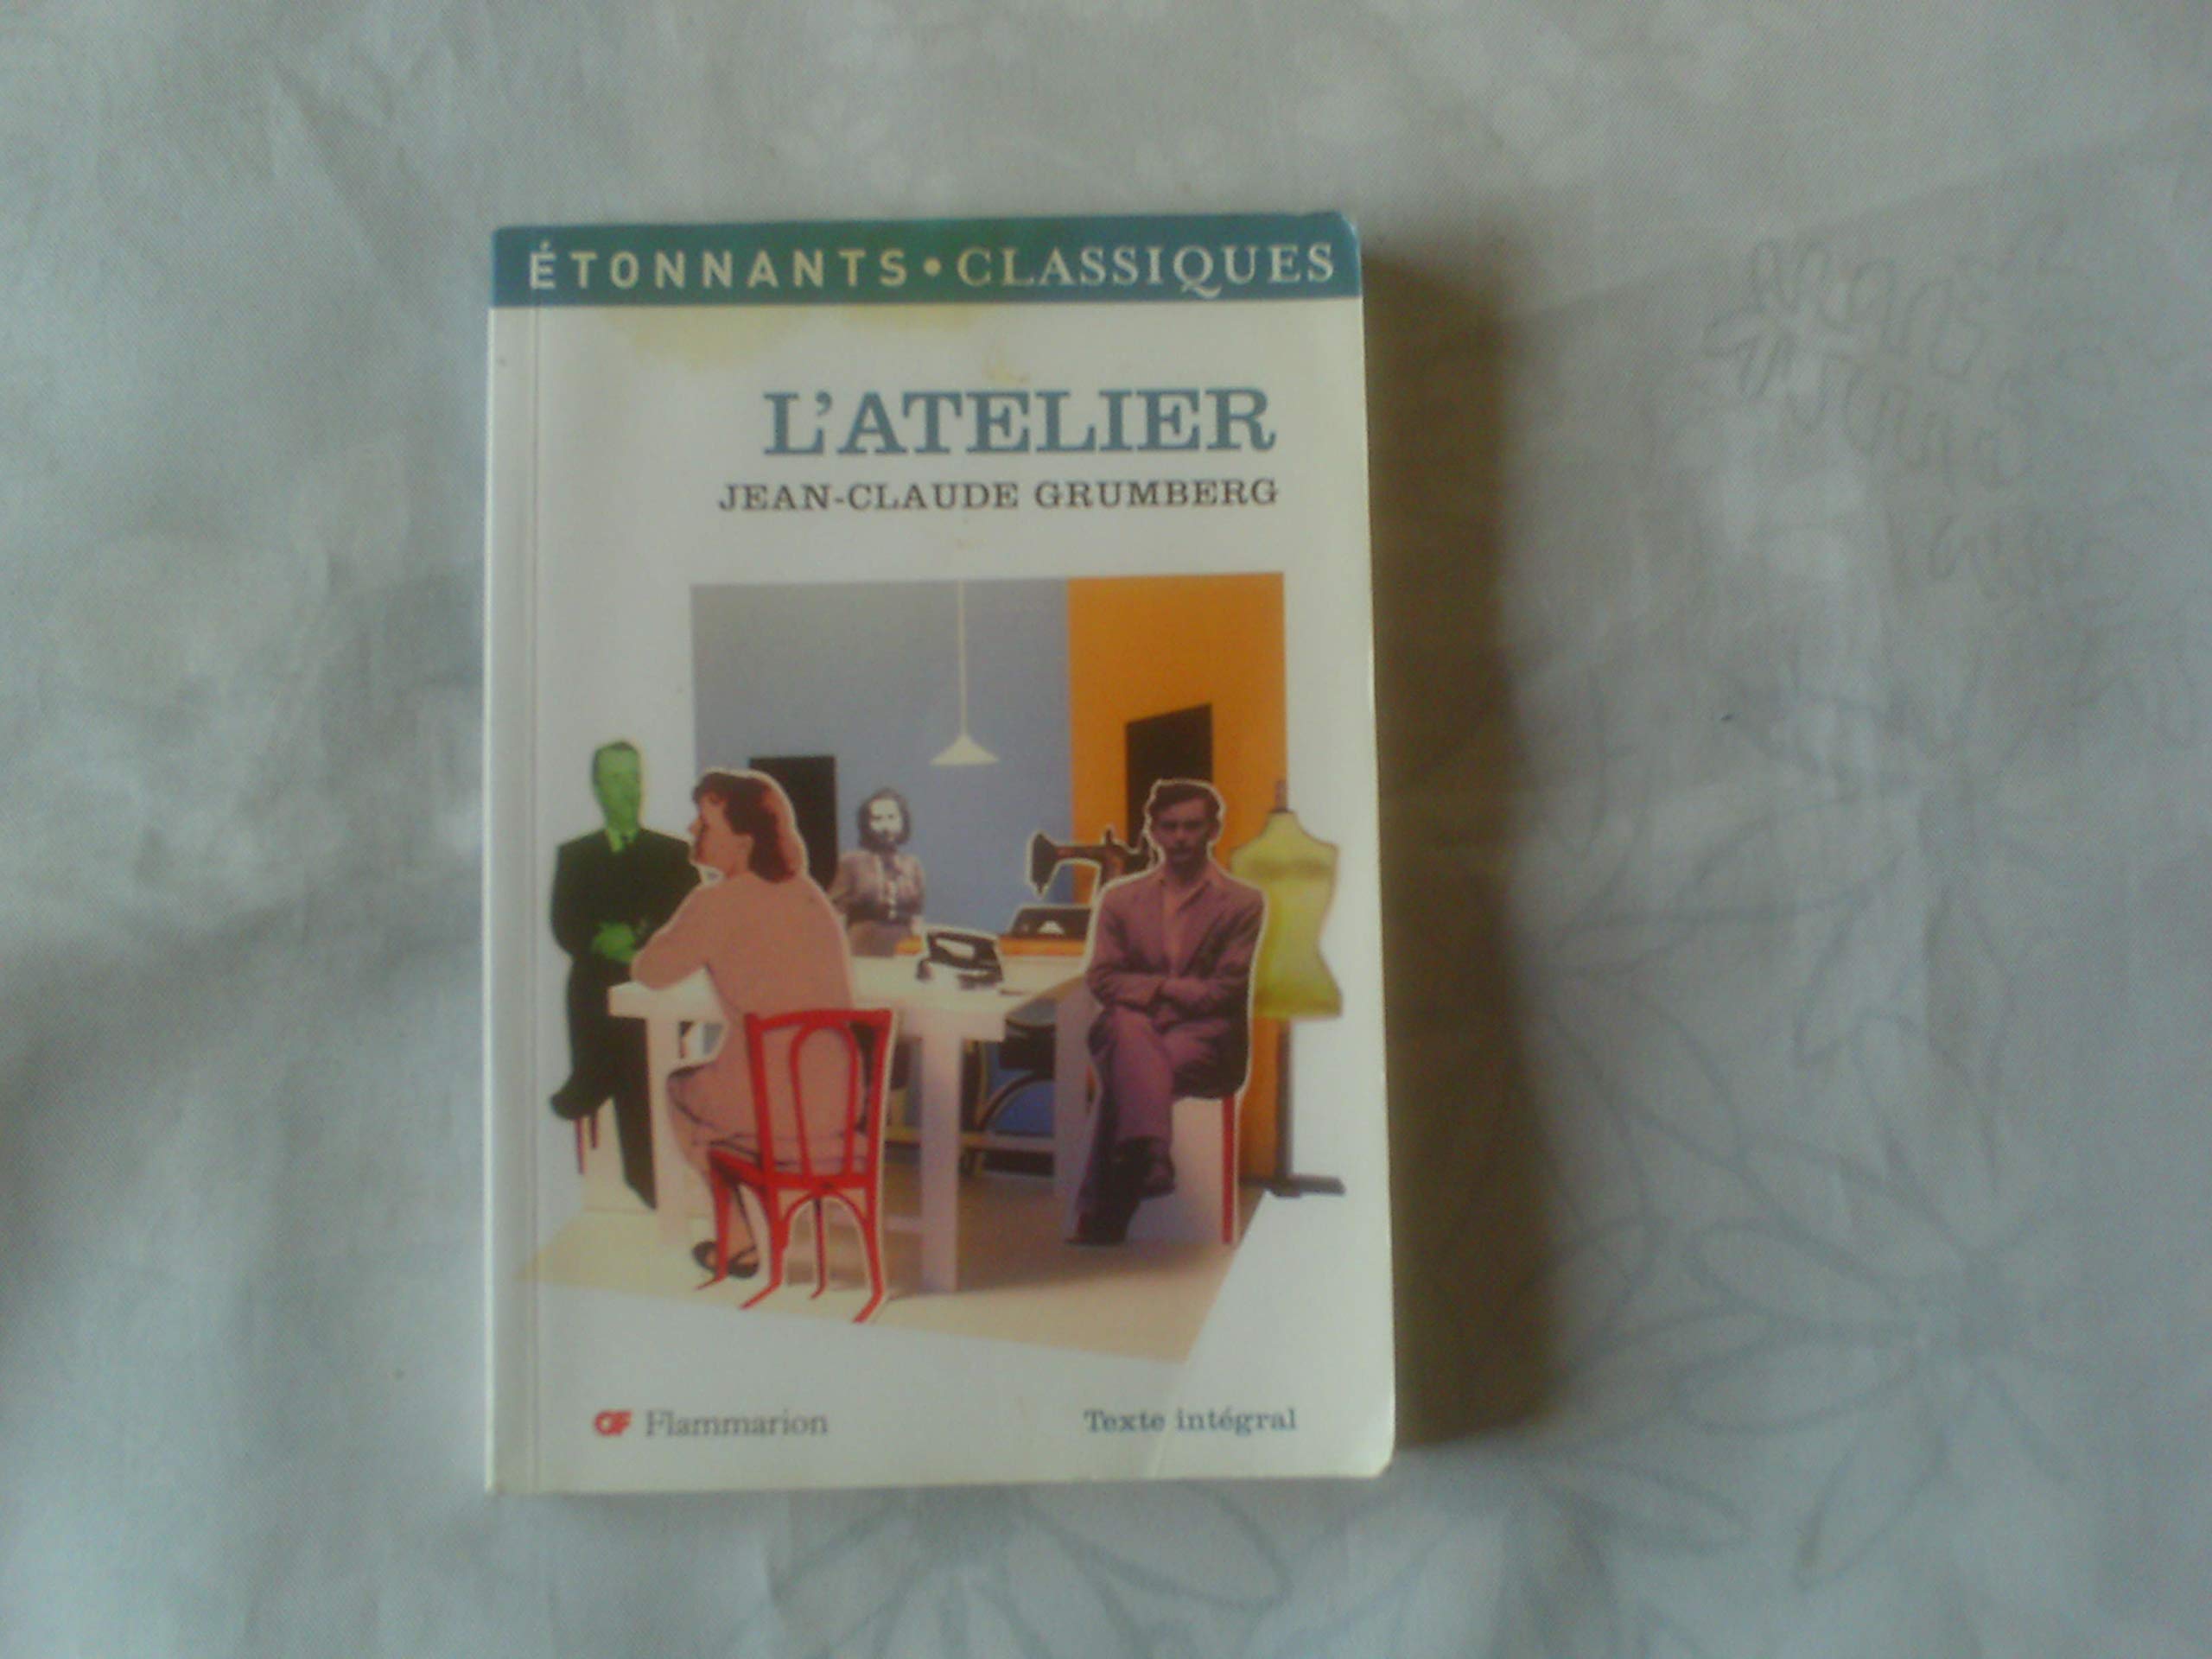 ÉTONNANTS • CLASSIQUES
L'ATELIER
JEAN-CLAUDE GRUMBERG
GF Flammarion
Texte intégral